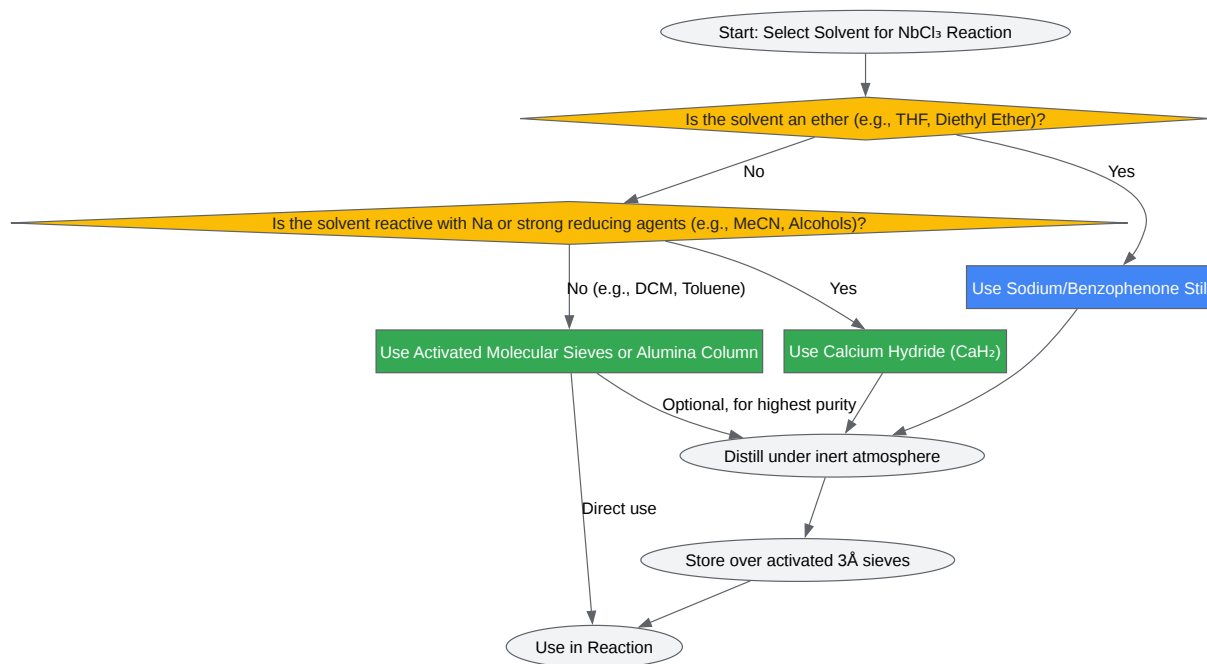 Start: Select Solvent for NbCl₃ Reaction
Is the solvent an ether (e.g., THF, Diethyl Ether)?
No
Yes
Is the solvent reactive with Na or strong reducing agents (e.g., MeCN, Alcohols)?
No (e.g., DCM, Toluene)
Yes
Use Sodium/Benzophenone Still
Use Activated Molecular Sieves or Alumina Column
Use Calcium Hydride (CaH₂)
Optional, for highest purity
Distill under inert atmosphere
Direct use
Store over activated 3Å sieves
Use in Reaction